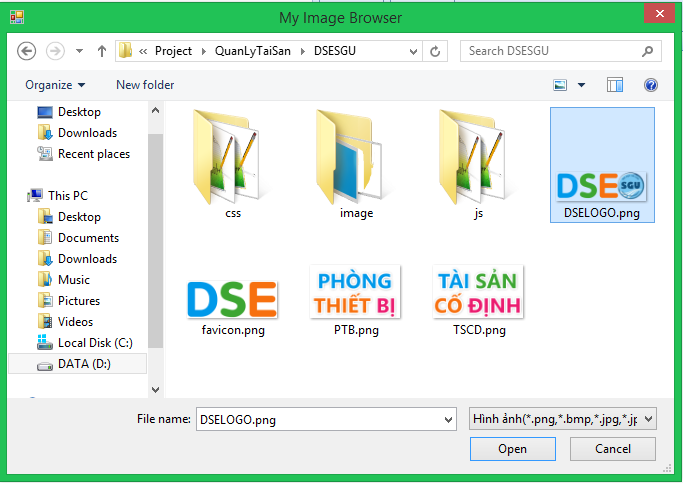 My Image Browser
« Project QuanLyTaiSan DSESGU
Search DSESGU
Organize New folder
Desktop
Downloads
Recent places
This PC
Desktop
Documents
Downloads
Music
Pictures
Videos
Local Disk (C:)
DATA (D:)
css
image
js
DSE SGU
DSELOGO.png
DSE
favicon.png
PHÒNG
THIẾT BỊ
PTB.png
TÀI SẢN
CỐ ĐỊNH
TSCD.png
File name: DSELOGO.png
Hình ảnh(*.png,*.bmp,*.jpg,*.jp
Open Cancel